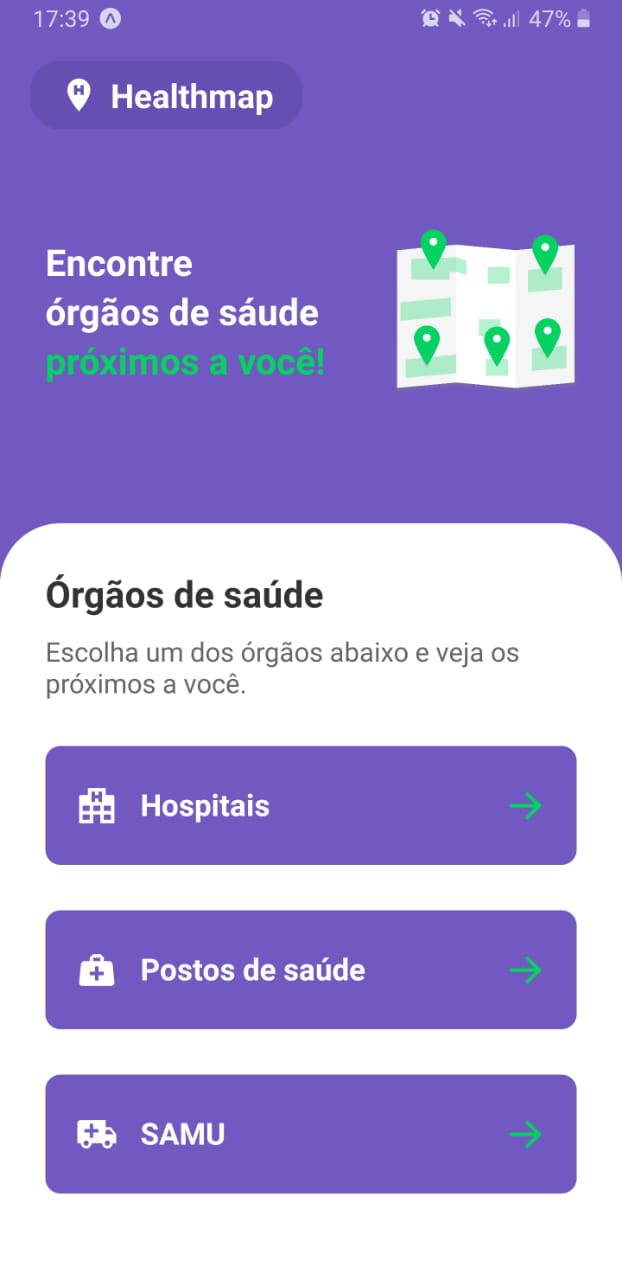 17:39
47%
Healthmap
Encontre
órgãos de sáude
próximos a você!
Órgãos de saúde
Escolha um dos órgãos abaixo e veja os
próximos a você.
Hospitais
Postos de saúde
SAMU